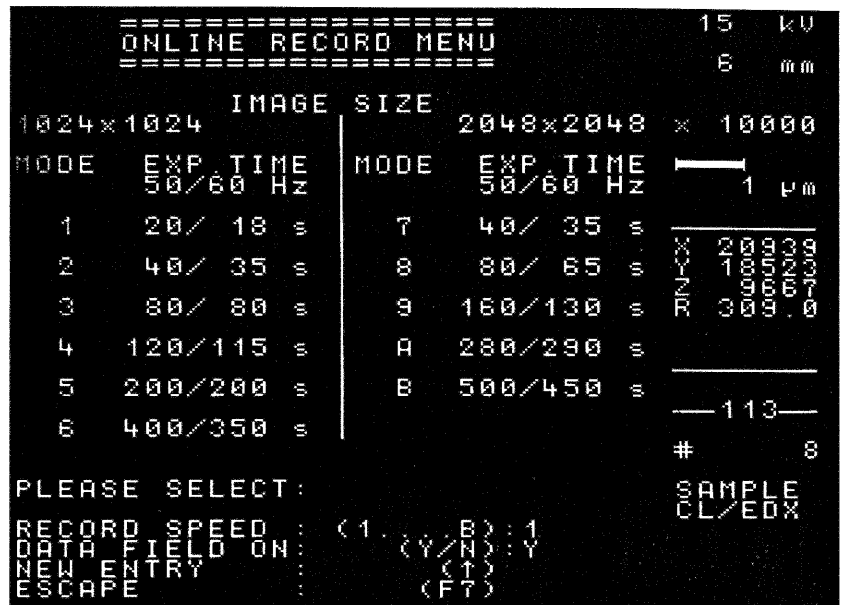 ==================
ONLINE RECORD MENU
==================
IMAGE SIZE
1024x1024 2048x2048
MODE EXP.TIME MODE EXP.TIME
50/60 Hz 50/60 Hz
1 20/ 18 s 7 40/ 35 s
2 40/ 35 s 8 80/ 65 s
3 80/ 80 s 9 160/130 s
4 120/115 s A 280/290 s
5 200/200 s B 500/450 s
6 400/350 s
PLEASE SELECT:
RECORD SPEED : (1....B):1
DATA FIELD ON: (Y/N):Y
NEW ENTRY : (↑)
ESCAPE : (F7)
15 kV
6 mm
x 10000
1 μm
X 20939
Y 18523
Z 9667
R 309.0
113
# 8
SAMPLE
CL/EDX